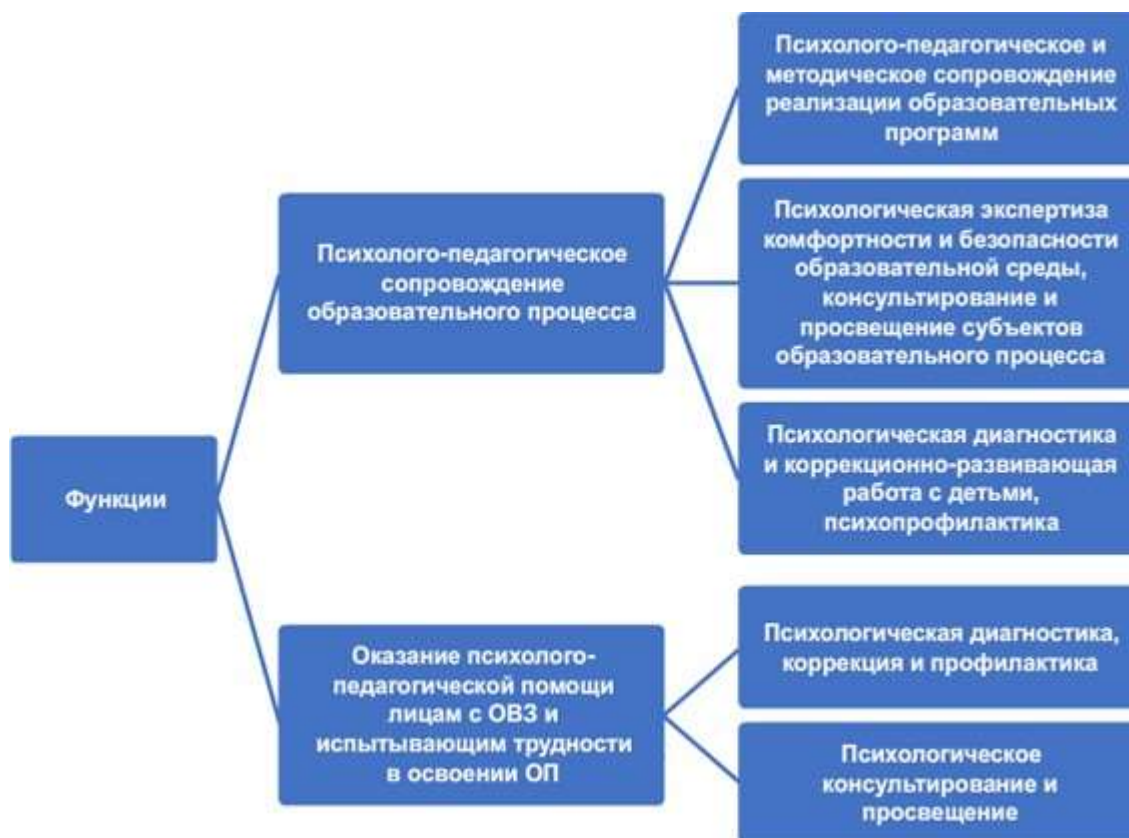 Функции
Психолого-педагогическое
сопровождение
образовательного процесса
Психолого-педагогическое и
методическое сопровождение
реализации образовательных
программ
Психологическая экспертиза
комфортности и безопасности
образовательной среды,
консультирование и
просвещение субъектов
образовательного процесса
Психологическая диагностика
и коррекционно-развивающая
работа с детьми,
психопрофилактика
Оказание психолого-
педагогической помощи
лицам с ОВЗ и
испытывающим трудности
в освоении ОП
Психологическая диагностика,
коррекция и профилактика
Психологическое
консультирование и
просвещение